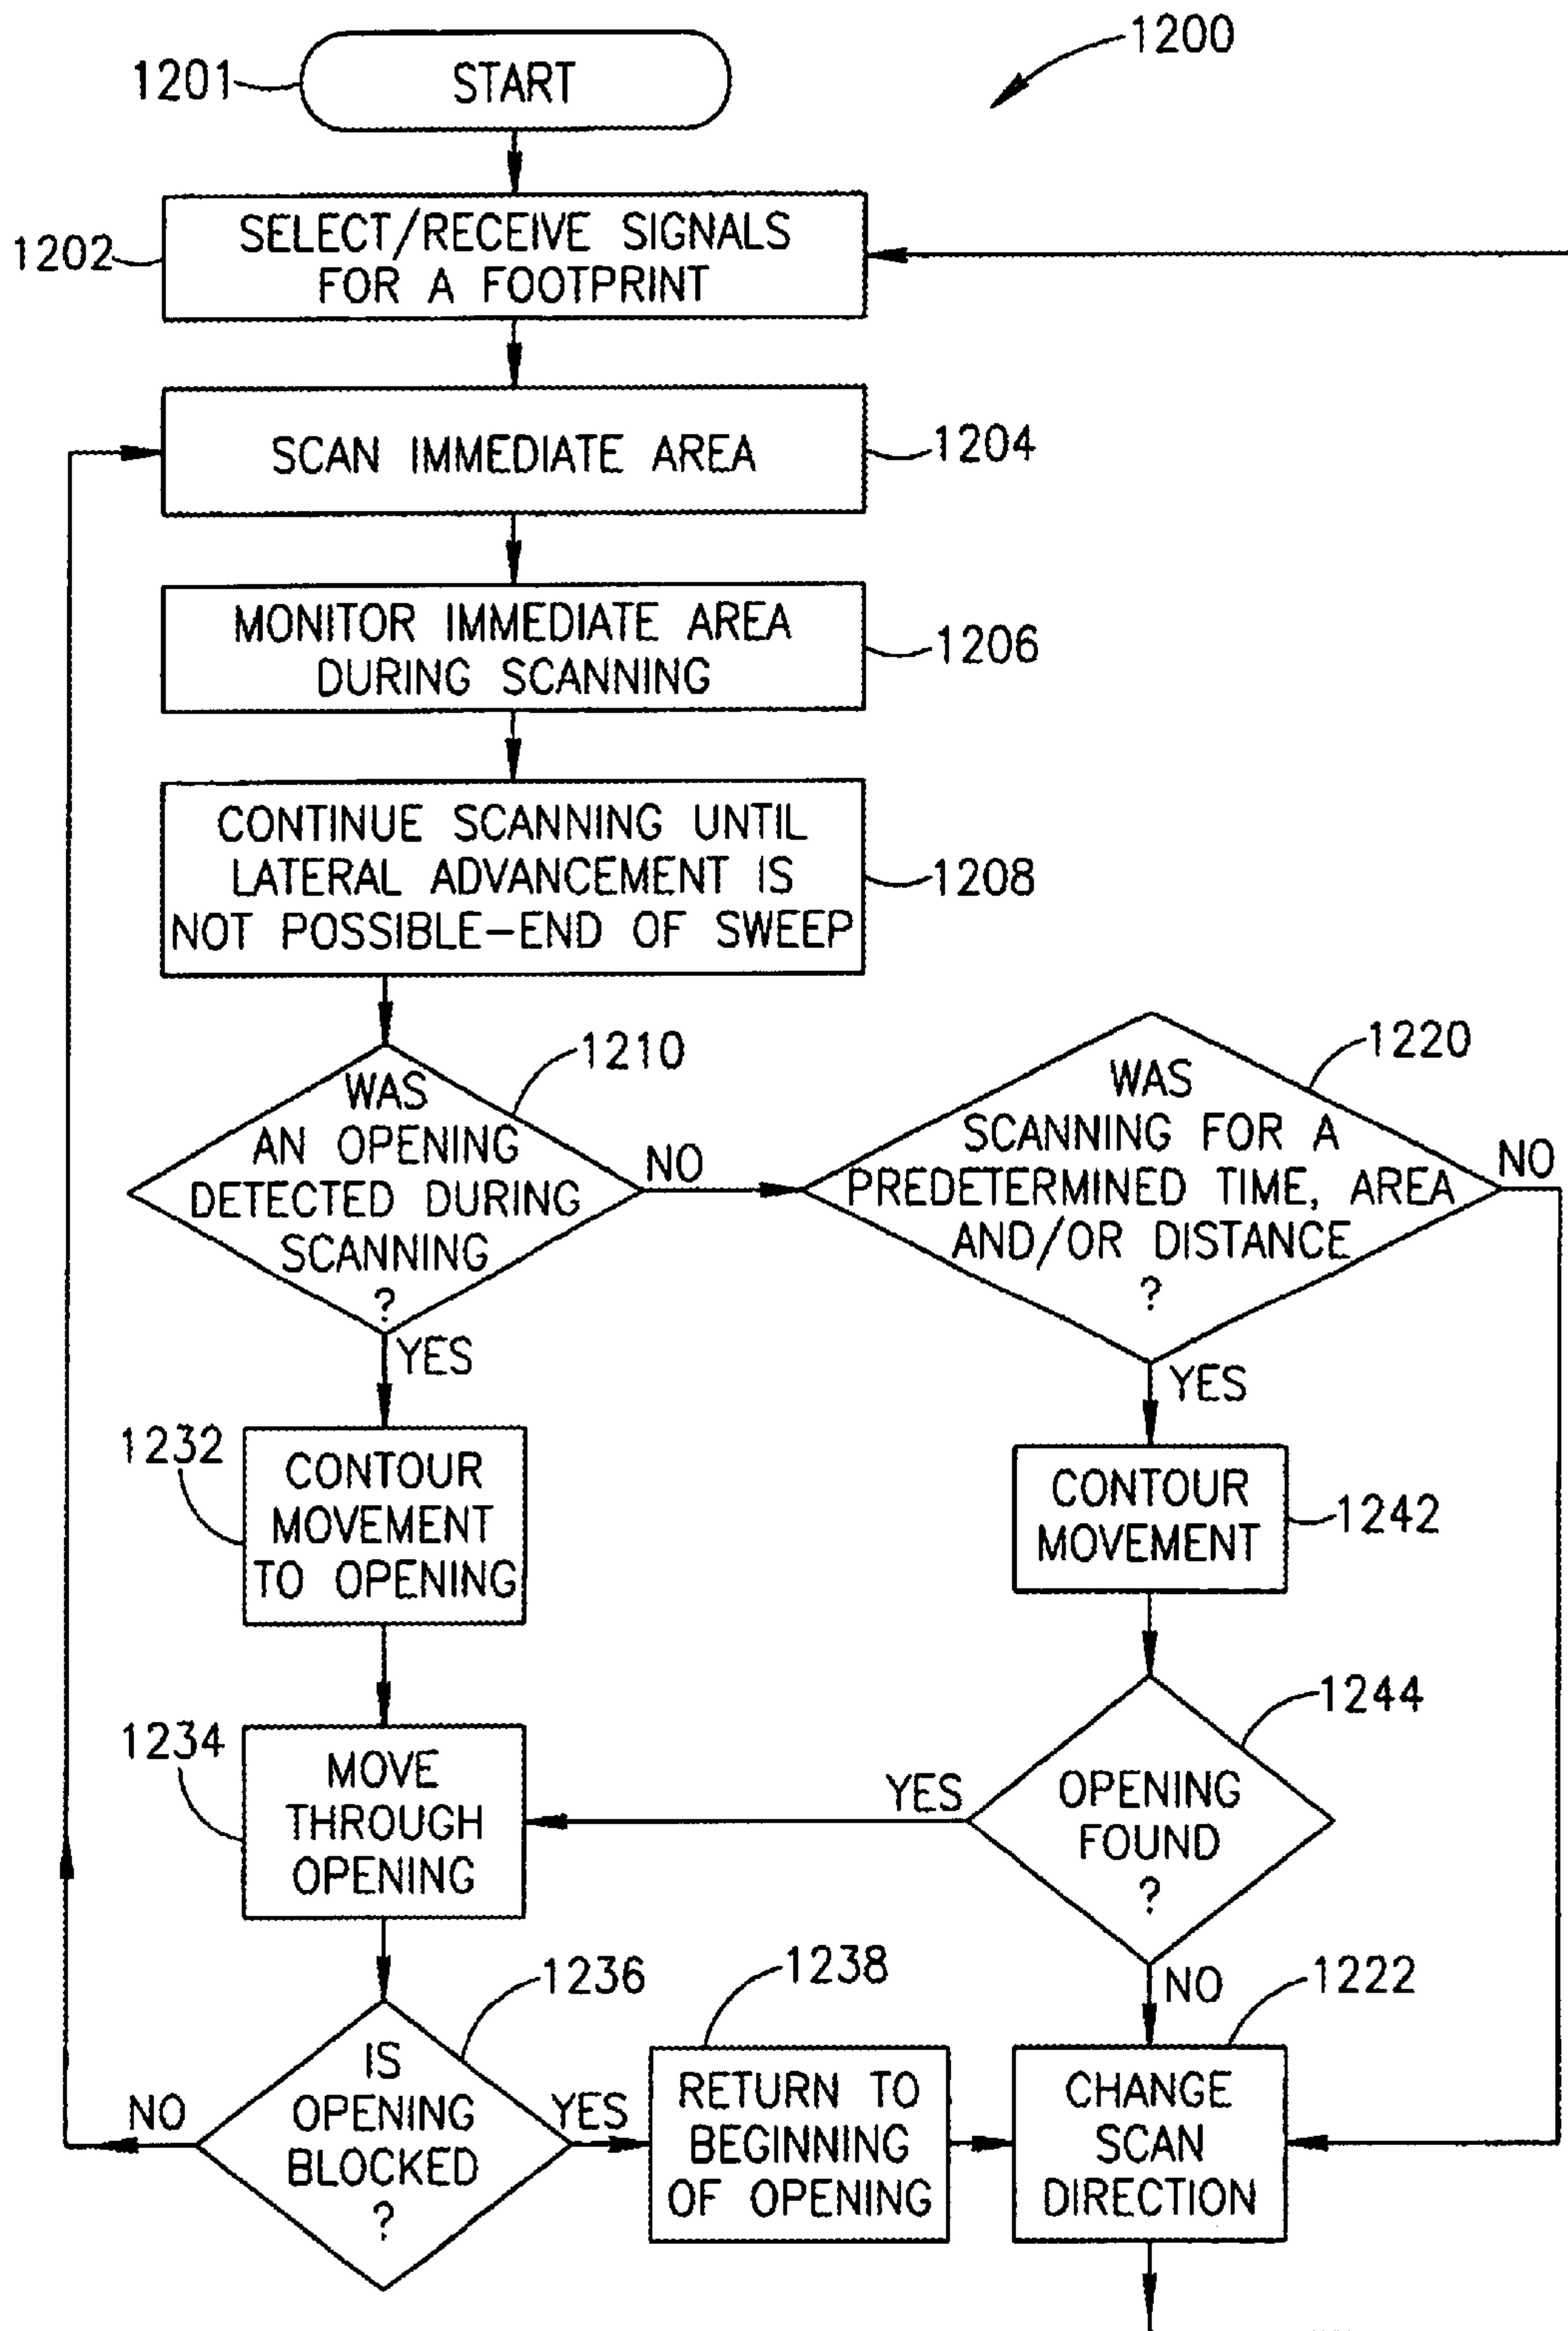 1200
1201
START
1202
SELECT/RECEIVE SIGNALS
FOR A FOOTPRINT
SCAN IMMEDIATE AREA
1204
MONITOR IMMEDIATE AREA
DURING SCANNING
1206
CONTINUE SCANNING UNTIL
LATERAL ADVANCEMENT IS
NOT POSSIBLE-END OF SWEEP
1208
1210
WAS
AN OPENING
DETECTED DURING
SCANNING
?
NO
YES
1220
WAS
SCANNING FOR A
PREDETERMINED TIME, AREA
AND/OR DISTANCE
?
NO
YES
1232
CONTOUR
MOVEMENT
TO OPENING
CONTOUR
MOVEMENT
1242
1234
MOVE
THROUGH
OPENING
YES
1244
OPENING
FOUND
?
NO
1236
IS
OPENING
BLOCKED
?
NO
YES
1238
RETURN TO
BEGINNING
OF OPENING
1222
CHANGE
SCAN
DIRECTION